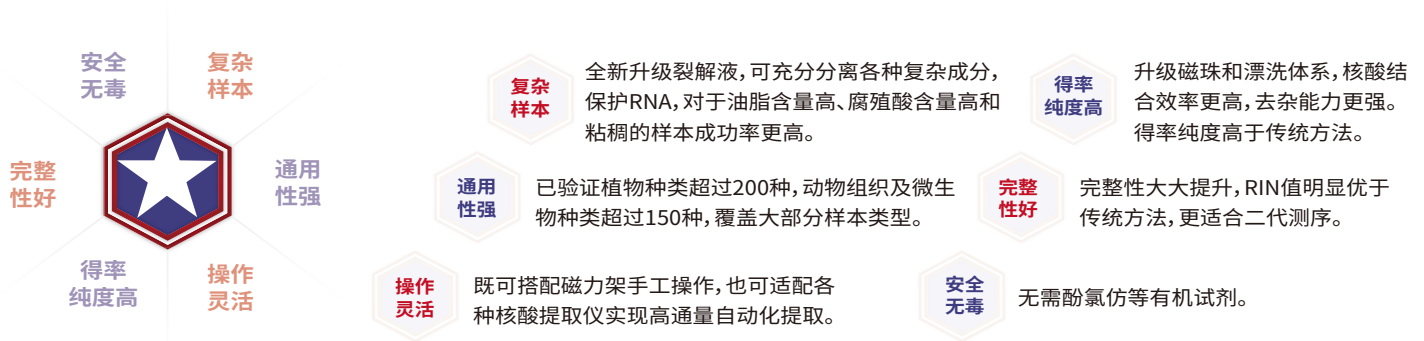 安全
无毒
复杂
样本
完整
性好
通用
性强
得率
纯度高
操作
灵活
复杂
样本
全新升级裂解液，可充分分离各种复杂成分，
保护RNA，对于油脂含量高、腐殖酸含量高和
粘稠的样本成功率更高。
得率
纯度高
升级磁珠和漂洗体系，核酸结
合效率更高，去杂能力更强。
得率纯度高于传统方法。
通用
性强
已验证植物种类超过200种，动物组织及微生
物种类超过150种，覆盖大部分样本类型。
完整
性好
完整性大大提升，RIN值明显优于
传统方法，更适合二代测序。
操作
灵活
既可搭配磁力架手工操作，也可适配各
种核酸提取仪实现高通量自动化提取。
安全
无毒
无需酚氯仿等有机试剂。